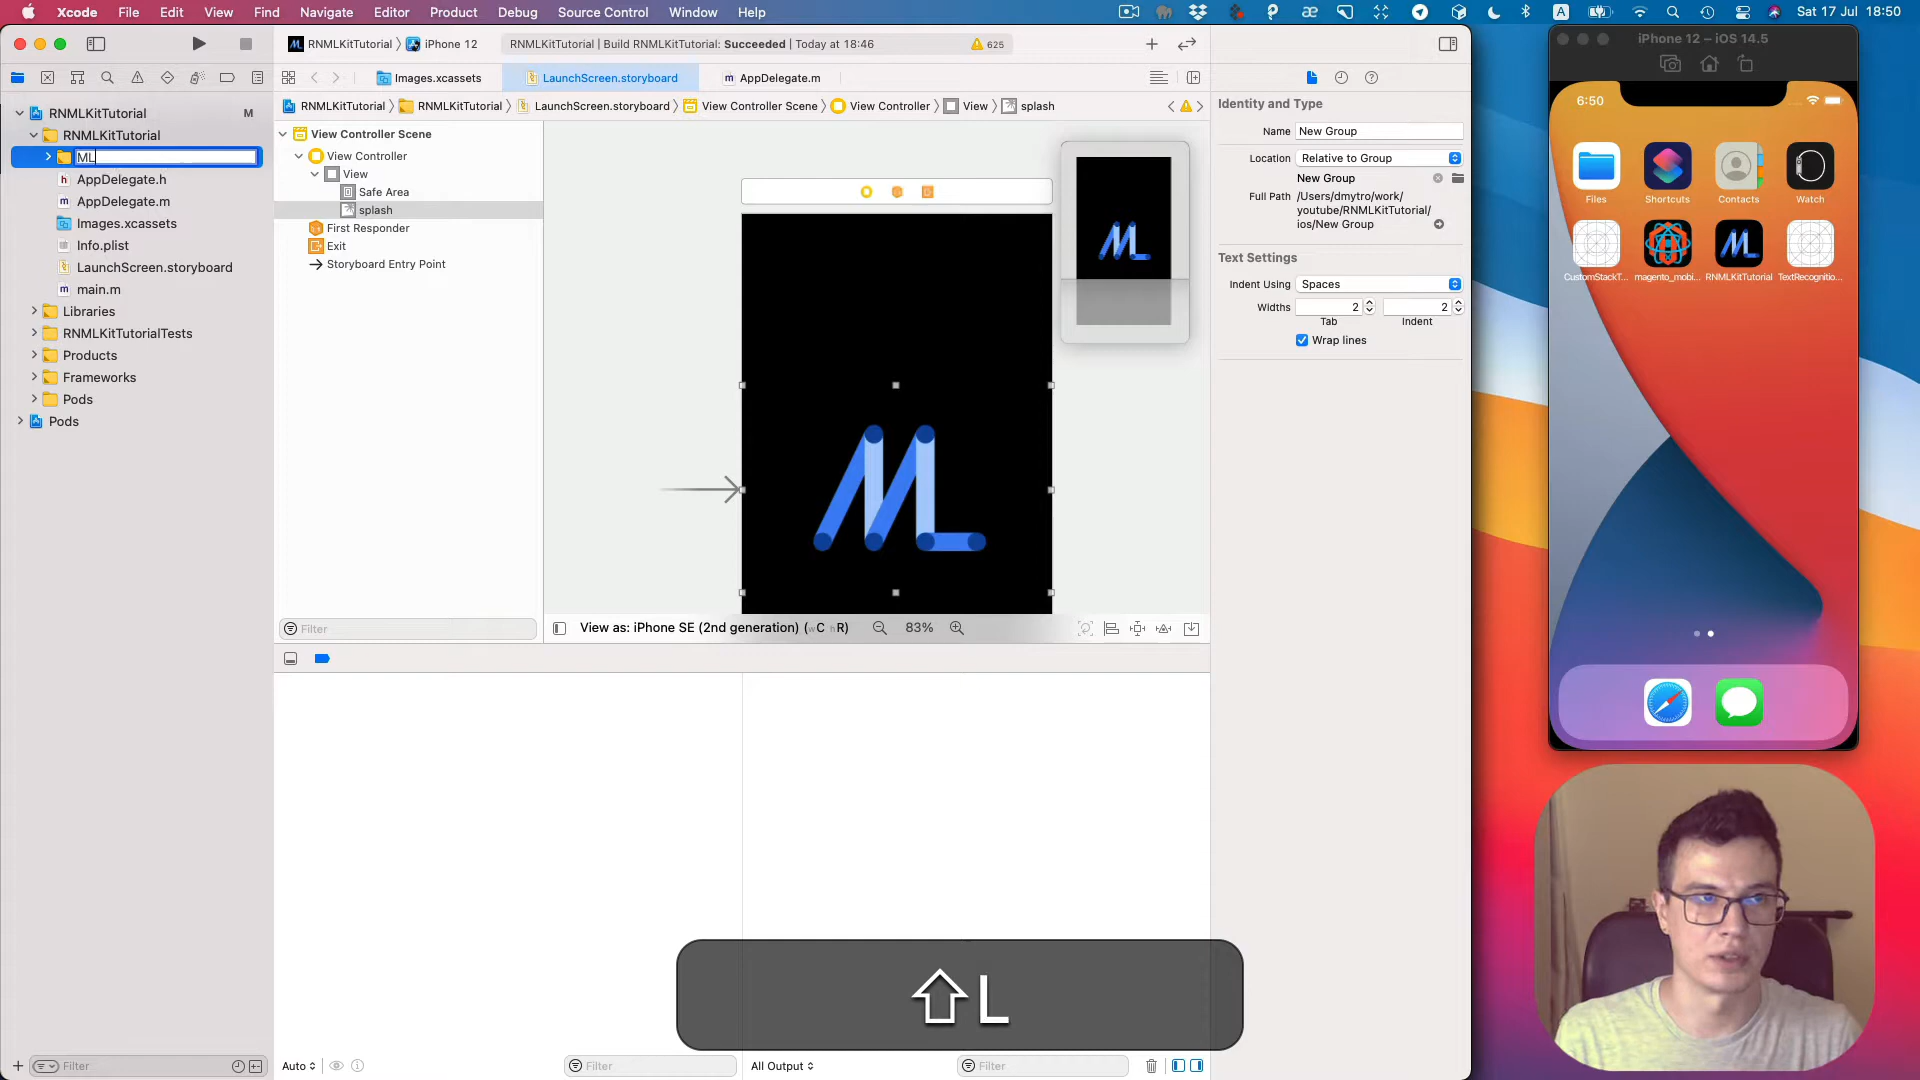 Xcode File Edit View Find Navigate Editor Product Debug Source Control Window Help
Sat 17 Jul 18:50
RNMLKitTutorial iPhone 12
RNMLKitTutorial | Build RNMLKitTutorial: Succeeded | Today at 18:46
625
iPhone 12 – iOS 14.5
Images.xcassets
LaunchScreen.storyboard
AppDelegate.m
RNMLKitTutorial
M
RNMLKitTutorial
ML
AppDelegate.h
AppDelegate.m
Images.xcassets
Info.plist
LaunchScreen.storyboard
main.m
Libraries
RNMLKitTutorialTests
Products
Frameworks
Pods
Pods
Filter
RNMLKitTutorial RNMLKitTutorial LaunchScreen.storyboard View Controller Scene View Controller View splash
View Controller Scene
View Controller
View
Safe Area
splash
First Responder
Exit
Storyboard Entry Point
Filter
View as: iPhone SE (2nd generation) (wC hR)
83%
Auto
Filter
All Output
Filter
Identity and Type
Name New Group
Location Relative to Group
New Group
Full Path /Users/dmytro/work/
youtube/RNMLKitTutorial/
ios/New Group
Text Settings
Indent Using Spaces
Widths 2 2
Tab Indent
Wrap lines
6:50
Files Shortcuts Contacts Watch
CustomStackT... magento_mobi... RNMLKitTutorial TextRecognitio...
⇧L